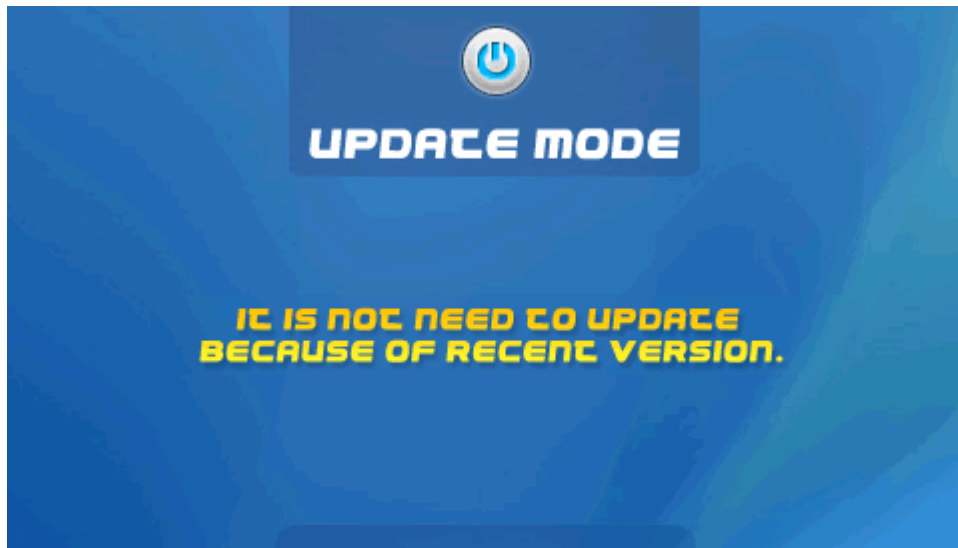 UPDATE MODE
IT IS NOT NEED TO UPDATE
BECAUSE OF RECENT VERSION.